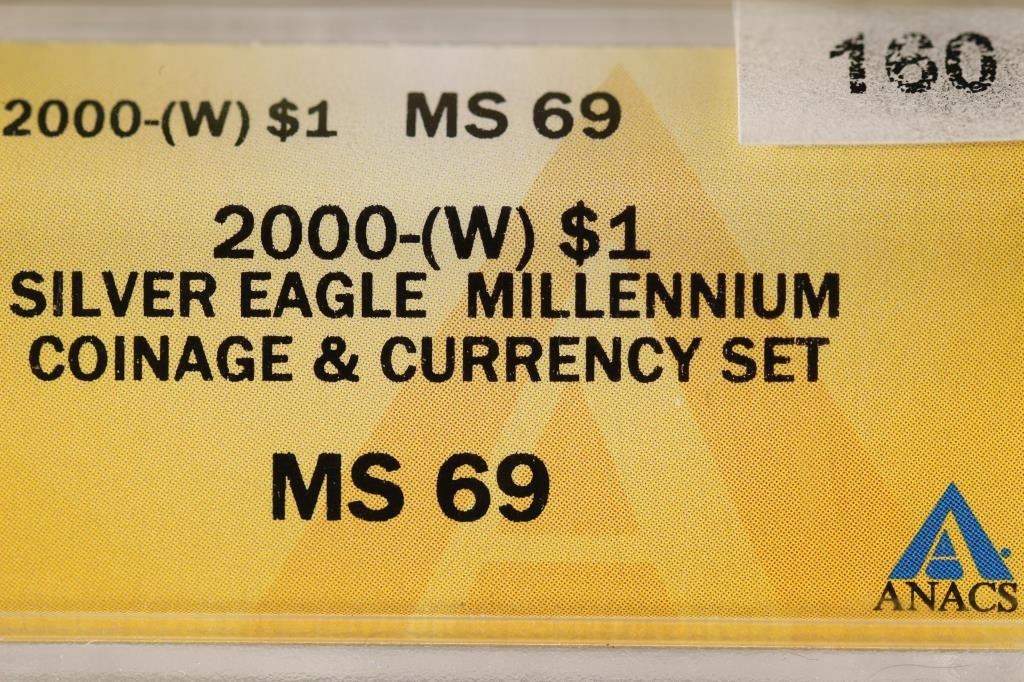 160
2000-(W) $1 MS 69
2000-(W) $1
SILVER EAGLE MILLENNIUM
COINAGE & CURRENCY SET
MS 69
ANACS